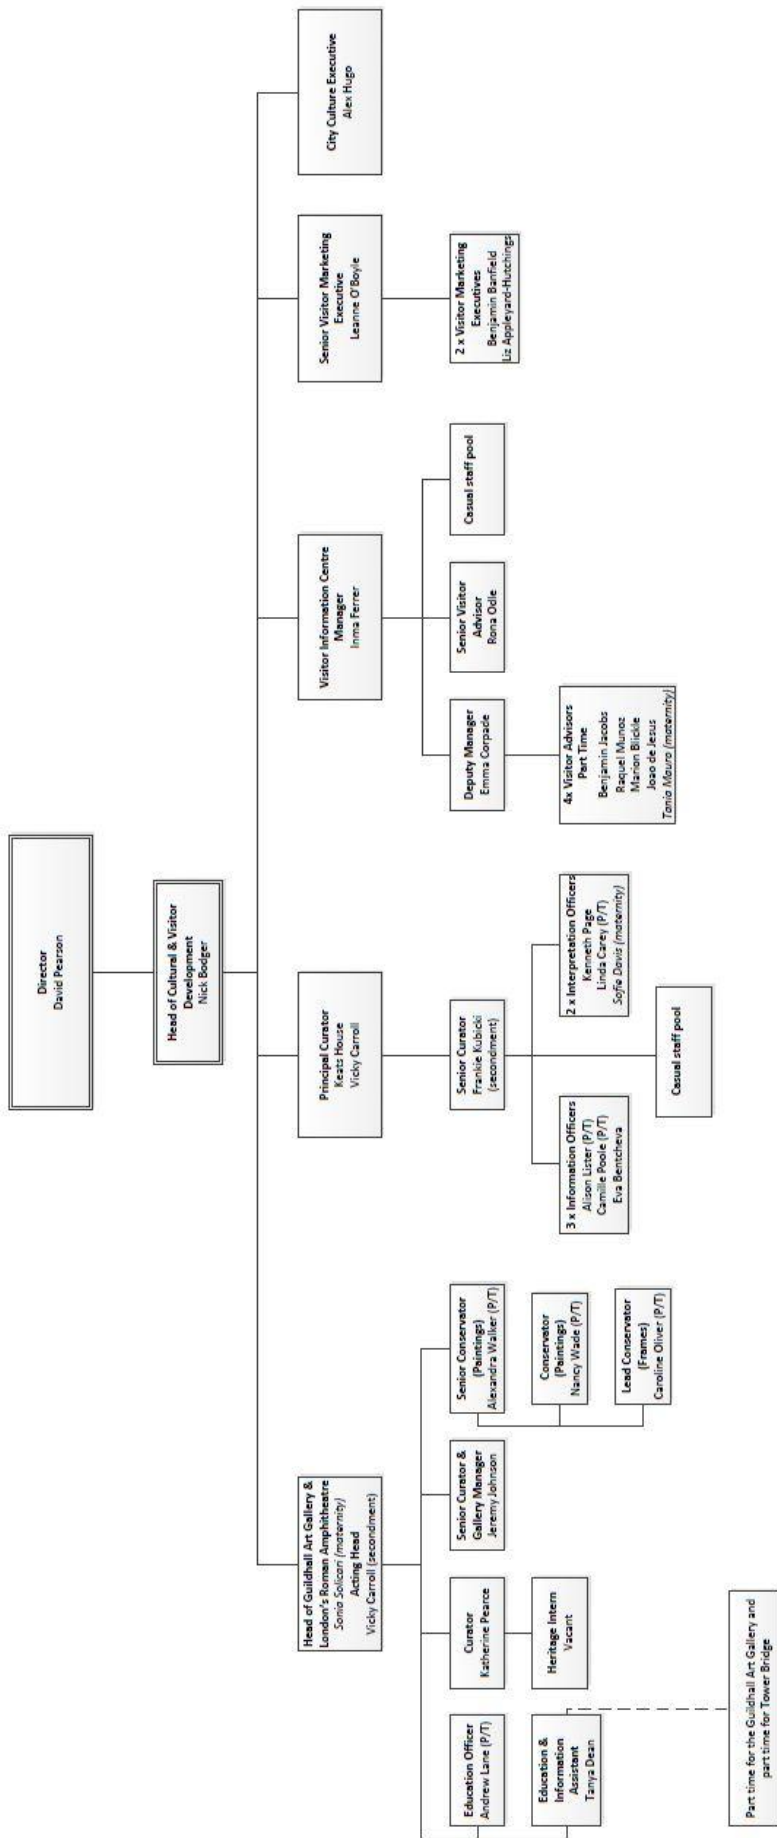 Director
David Pearson
Head of Cultural & Visitor
Development
Nick Bodger
Head of Guildhall Art Gallery &
London's Roman Amphitheatre
Sonia Solicari (maternity)
Acting Head
Vicky Carroll (secondment)
Principal Curator
Keats House
Vicky Carroll
Visitor Information Centre
Manager
Inma Ferrer
Senior Visitor Marketing
Executive
Leanne O'Boyle
City Culture Executive
Alex Hugo
Education Officer
Andrew Lane (P/T)
Curator
Katherine Pearce
Senior Curator &
Gallery Manager
Jeremy Johnson
Senior Conservator
(Paintings)
Alexandra Walker (P/T)
Senior Curator
Frankie Kubicki
(secondment)
Deputy Manager
Emma Corpade
Senior Visitor
Advisor
Rona Odle
Casual staff pool
2 x Visitor Marketing
Executives
Benjamin Banfield
Liz Appleyard-Hutchings
Education &
Information
Assistant
Tanya Dean
Heritage Intern
Vacant
Conservator
(Paintings)
Nancy Wade (P/T)
3 x Information Officers
Alison Lister (P/T)
Camille Poole (P/T)
Eva Bentcheva
2 x Interpretation Officers
Kenneth Page
Linda Carey (P/T)
Sofie Davis (maternity)
4x Visitor Advisors
Part Time
Benjamin Jacobs
Raquel Munoz
Marion Blickle
Joao de Jesus
Tania Mauro (maternity)
Lead Conservator
(Frames)
Caroline Oliver (P/T)
Casual staff pool
Part time for the Guildhall Art Gallery and
part time for Tower Bridge